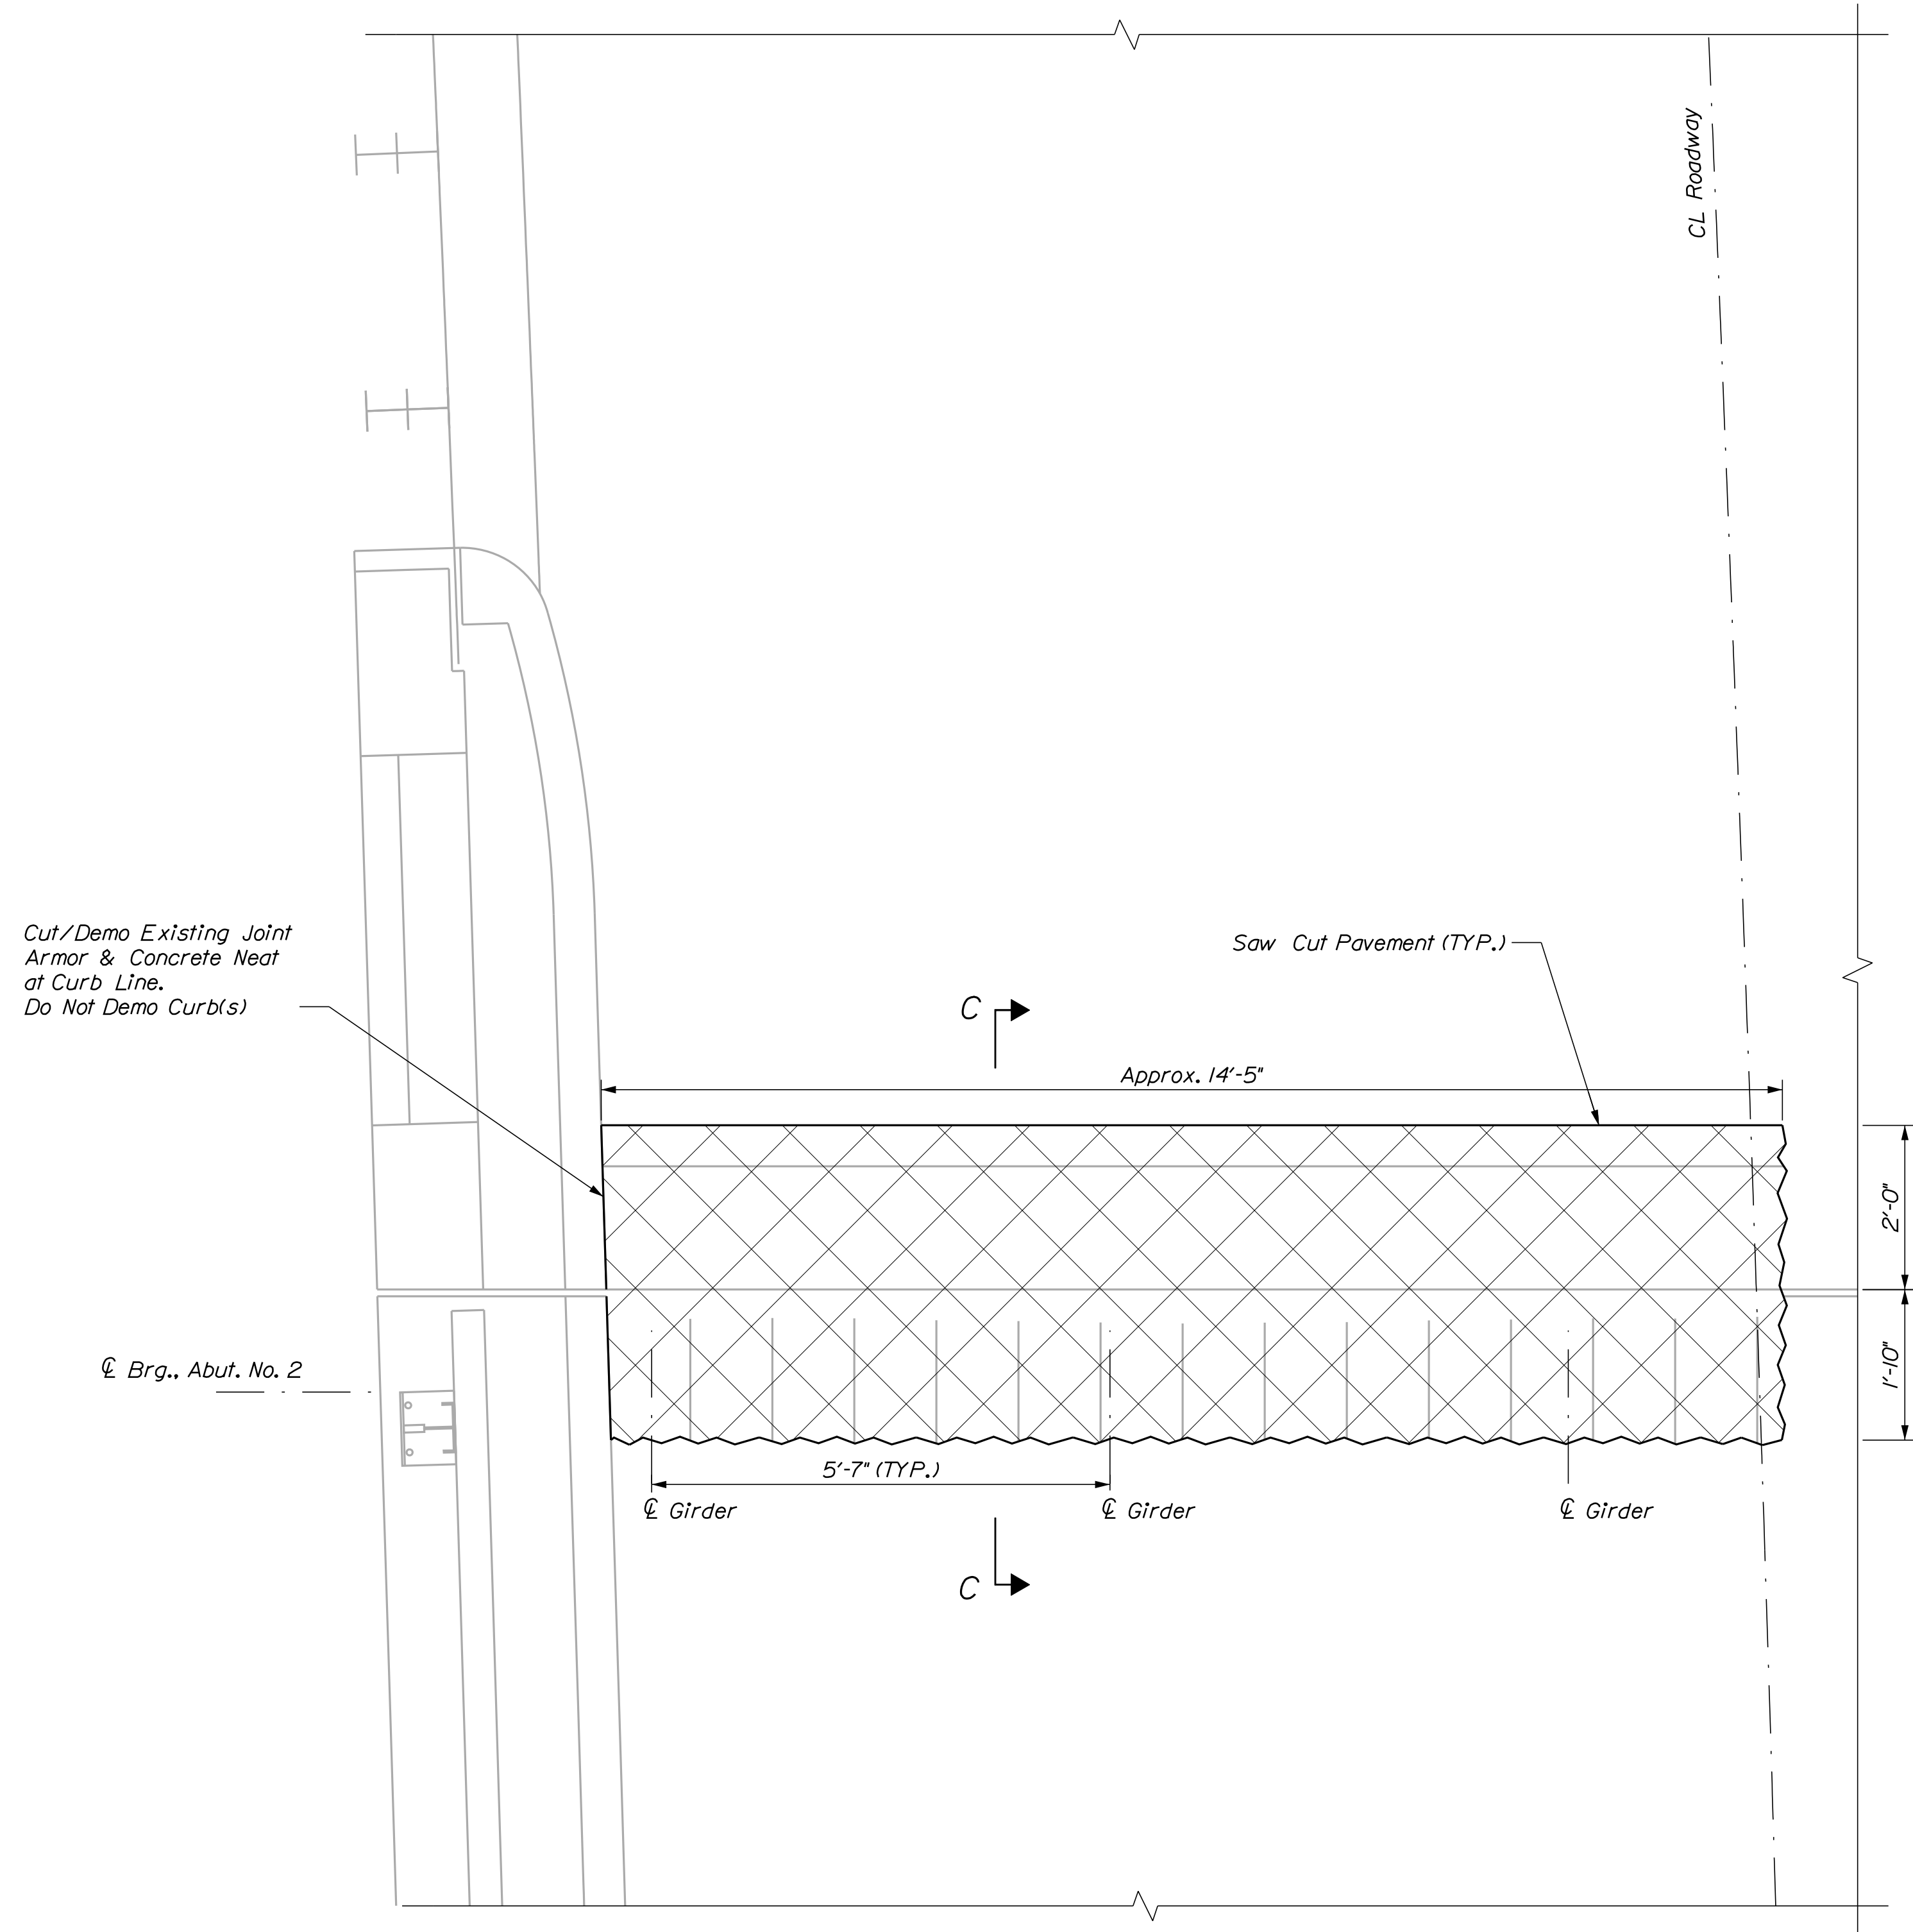 CL Roadway
Cut/Demo Existing Joint
Armor & Concrete Neat
at Curb Line.
Do Not Demo Curb(s)
Saw Cut Pavement (TYP.)
C
Approx. 14'-5"
2'-0"
1'-10"
℄ Brg., Abut. No. 2
5'-7" (TYP.)
℄ Girder
℄ Girder
℄ Girder
C